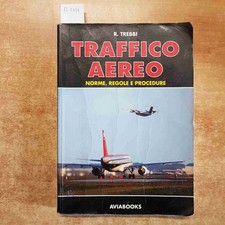 R. TREBBI
TRAFFICO
AEREO
NORME, REGOLE E PROCEDURE
AVIABOOKS